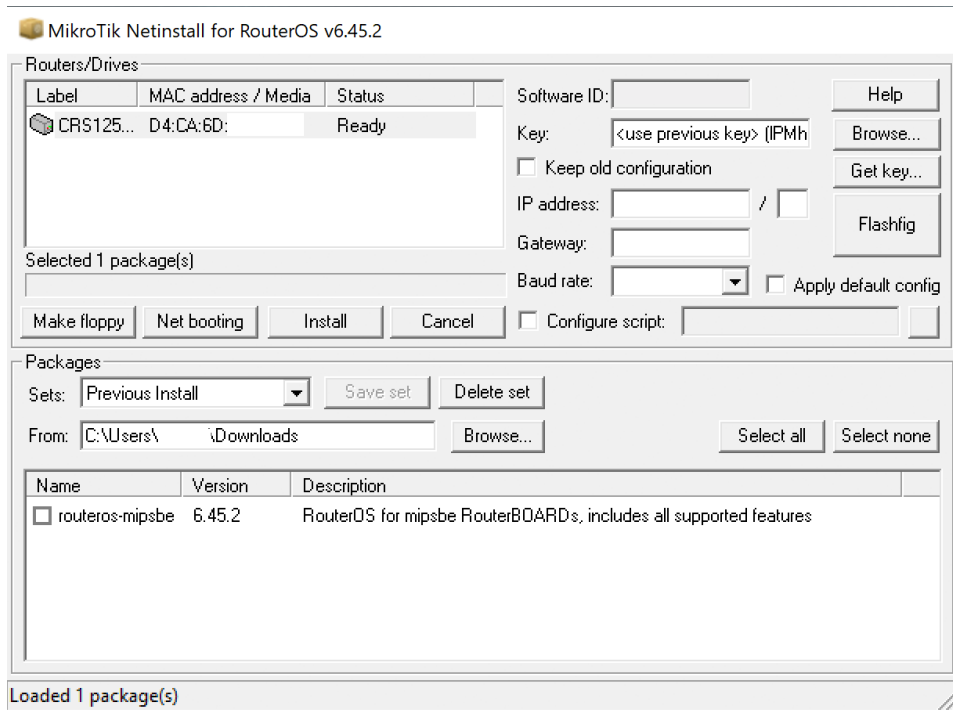 MikroTik Netinstall for RouterOS v6.45.2
Routers/Drives
Label MAC address / Media Status
CRS125... D4:CA:6D: Ready
Selected 1 package(s)
Make floppy Net booting Install Cancel
Software ID:
Help
Key: <use previous key> (IPMh
Browse...
Keep old configuration
Get key...
IP address: /
Flashfig
Gateway:
Baud rate:
Apply default config
Configure script:
Packages
Sets: Previous Install Save set Delete set
From: C:\Users\ \Downloads Browse... Select all Select none
Name Version Description
routeros-mipsbe 6.45.2 RouterOS for mipsbe RouterBOARDs, includes all supported features
Loaded 1 package(s)